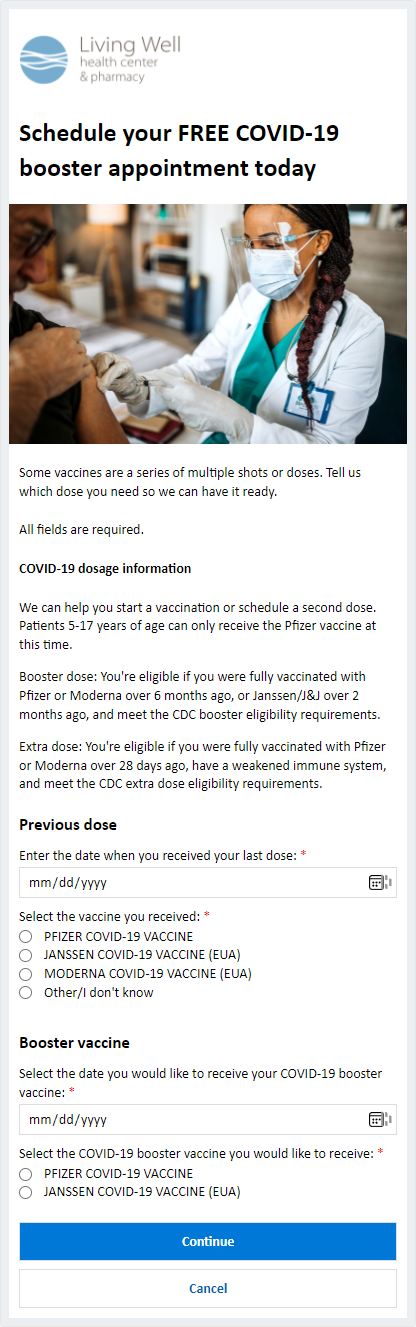 Living Well
health center
& pharmacy
Schedule your FREE COVID-19
booster appointment today
Some vaccines are a series of multiple shots or doses. Tell us
which dose you need so we can have it ready.
All fields are required.
COVID-19 dosage information
We can help you start a vaccination or schedule a second dose.
Patients 5-17 years of age can only receive the Pfizer vaccine at
this time.
Booster dose: You're eligible if you were fully vaccinated with
Pfizer or Moderna over 6 months ago, or Janssen/J&J over 2
months ago, and meet the CDC booster eligibility requirements.
Extra dose: You're eligible if you were fully vaccinated with Pfizer
or Moderna over 28 days ago, have a weakened immune system,
and meet the CDC extra dose eligibility requirements.
Previous dose
Enter the date when you received your last dose: *
mm/dd/yyyy
Select the vaccine you received: *
PFIZER COVID-19 VACCINE
JANSSEN COVID-19 VACCINE (EUA)
MODERNA COVID-19 VACCINE (EUA)
Other/I don't know
Booster vaccine
Select the date you would like to receive your COVID-19 booster
vaccine: *
mm/dd/yyyy
Select the COVID-19 booster vaccine you would like to receive: *
PFIZER COVID-19 VACCINE
JANSSEN COVID-19 VACCINE (EUA)
Continue
Cancel